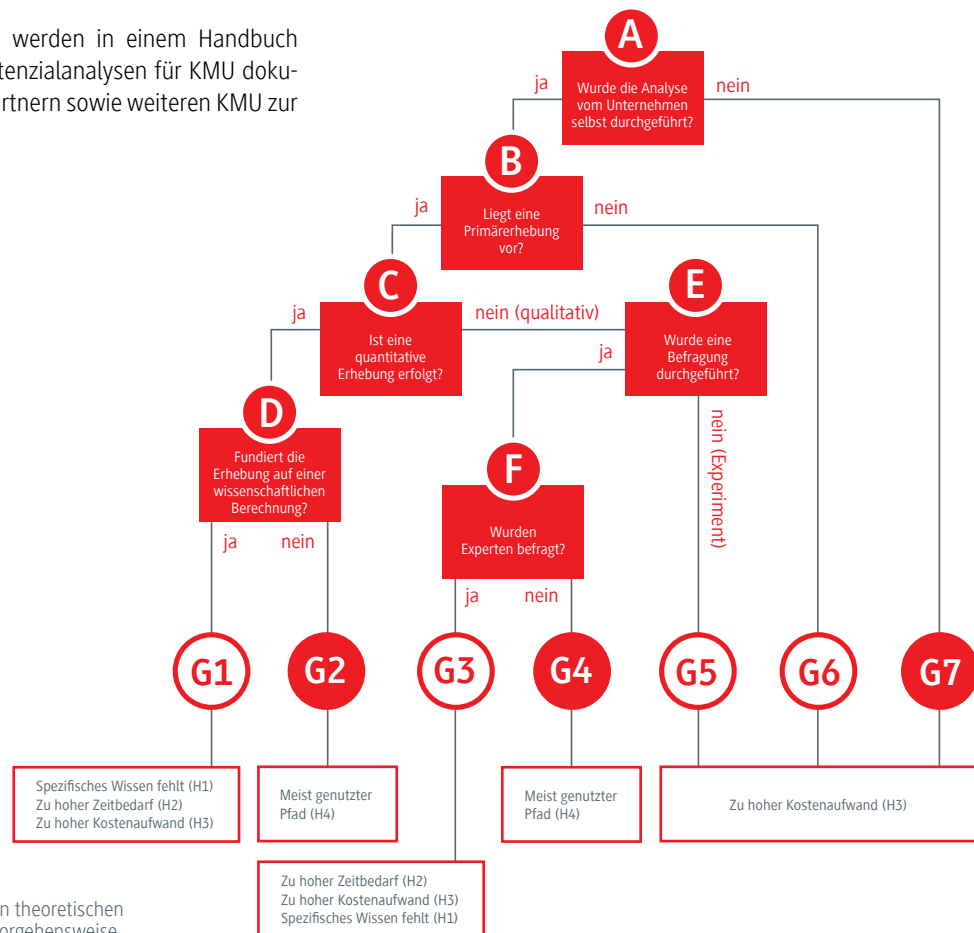 werden in einem Handbuch
tenzialanalysen für KMU doku-
rtnern sowie weiteren KMU zur
A
ja
Wurde die Analyse
vom Unternehmen
selbst durchgeführt?
nein
B
ja
Liegt eine
Primärerhebung
vor?
nein
C
ja
Ist eine
quantitative
Erhebung erfolgt?
nein (qualitativ)
E
ja
Wurde eine
Befragung
durchgeführt?
nein (Experiment)
D
Fundiert die
Erhebung auf einer
wissenschaftlichen
Berechnung?
ja
nein
F
Wurden
Experten befragt?
ja
nein
G1
G2
G3
G4
G5
G6
G7
Spezifisches Wissen fehlt (H1)
Zu hoher Zeitbedarf (H2)
Zu hoher Kostenaufwand (H3)
Meist genutzter
Pfad (H4)
Meist genutzter
Pfad (H4)
Zu hoher Kostenaufwand (H3)
Zu hoher Zeitbedarf (H2)
Zu hoher Kostenaufwand (H3)
Spezifisches Wissen fehlt (H1)
n theoretischen
orgehensweise